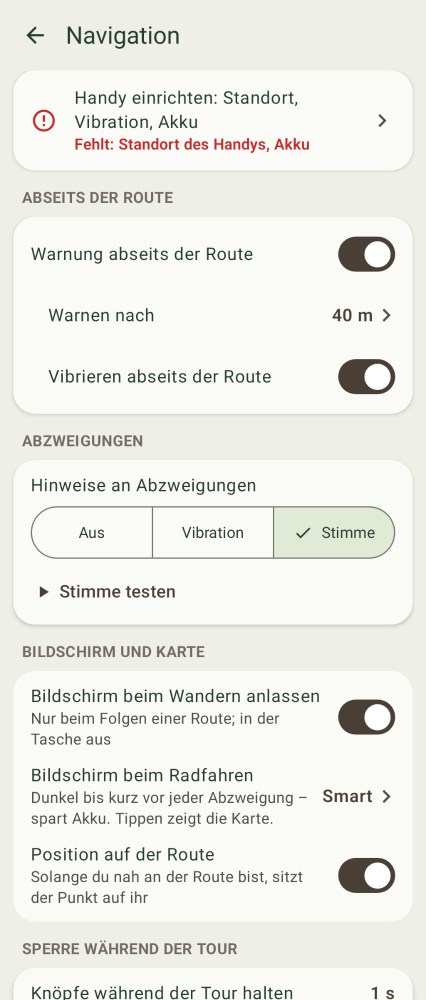 Navigation
Handy einrichten: Standort,
Vibration, Akku
Fehlt: Standort des Handys, Akku
ABSEITS DER ROUTE
Warnung abseits der Route
Warnen nach
40 m
Vibrieren abseits der Route
ABZWEIGUNGEN
Hinweise an Abzweigungen
Aus
Vibration
Stimme
Stimme testen
BILDSCHIRM UND KARTE
Bildschirm beim Wandern anlassen
Nur beim Folgen einer Route; in der
Tasche aus
Bildschirm beim Radfahren
Dunkel bis kurz vor jeder Abzweigung –
spart Akku. Tippen zeigt die Karte.
Smart
Position auf der Route
Solange du nah an der Route bist, sitzt
der Punkt auf ihr
SPERRE WÄHREND DER TOUR
Knöpfe während der Tour halten
1 s